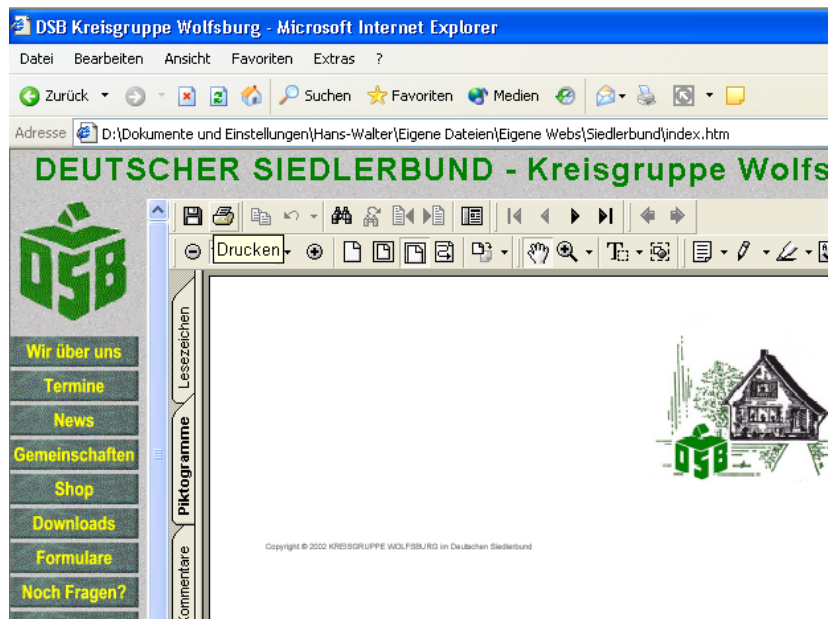 DSB Kreisgruppe Wolfsburg - Microsoft Internet Explorer
Datei Bearbeiten Ansicht Favoriten Extras ?
Zurück Suchen Favoriten Medien
Adresse D:\Dokumente und Einstellungen\Hans-Walter\Eigene Dateien\Eigene Webs\Siedlerbund\index.htm
DEUTSCHER SIEDLERBUND - Kreisgruppe Wolfs
DSB
Drucken
Wir über uns
Termine
News
Gemeinschaften
Shop
Downloads
Formulare
Noch Fragen?
Lesezeichen
Piktogramme
Kommentare
DSB
Copyright © 2002 KREISGRUPPE WOLFSBURG im Deutschen Siedlerbund